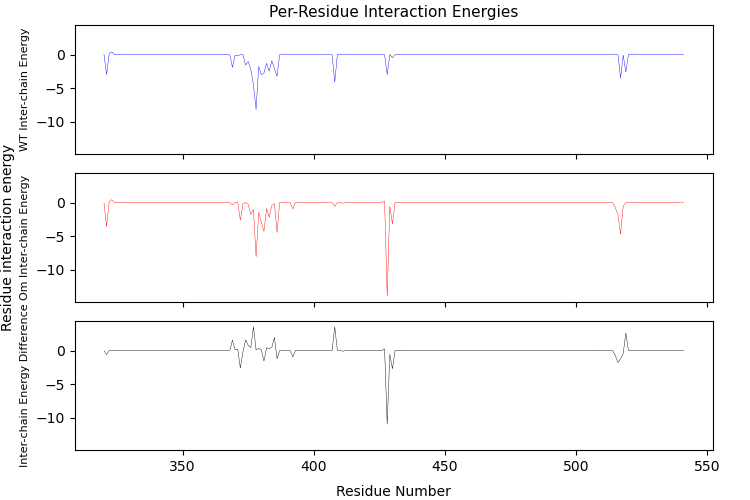 Per-Residue Interaction Energies
Residue interaction energy
WT Inter-chain Energy
0
−5
−10
Om Inter-chain Energy
0
−5
−10
Inter-chain Energy Difference
0
−5
−10
350
400
450
500
550
Residue Number